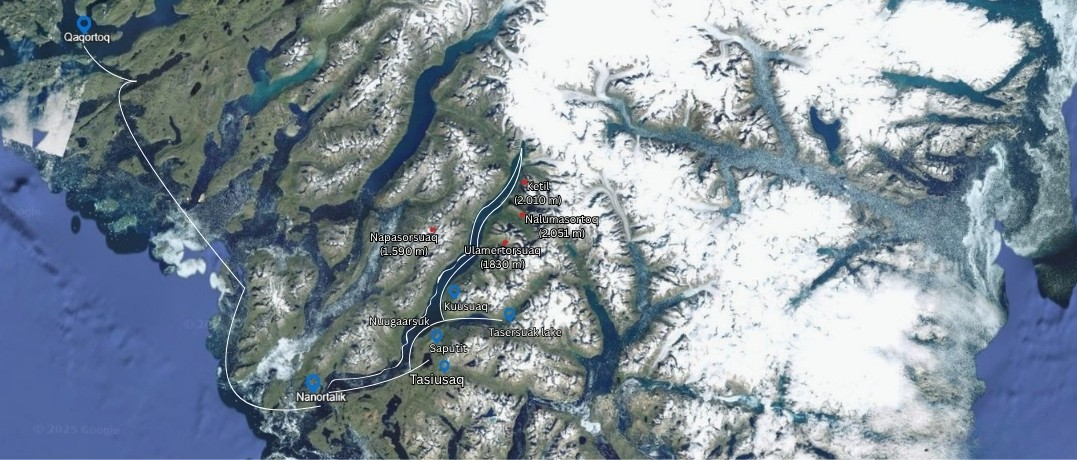 Qaqortoq
Ketil
(2.010 m)
Nalumasortoq
(2.051 m)
Napasorsuaq
(1.590 m)
Ulamertorsuaq
(1830 m)
Kuusuaq
Nuugaarsuk
Tasersuak lake
Saputit
Tasiusaq
Nanortalik
© 2025 Google